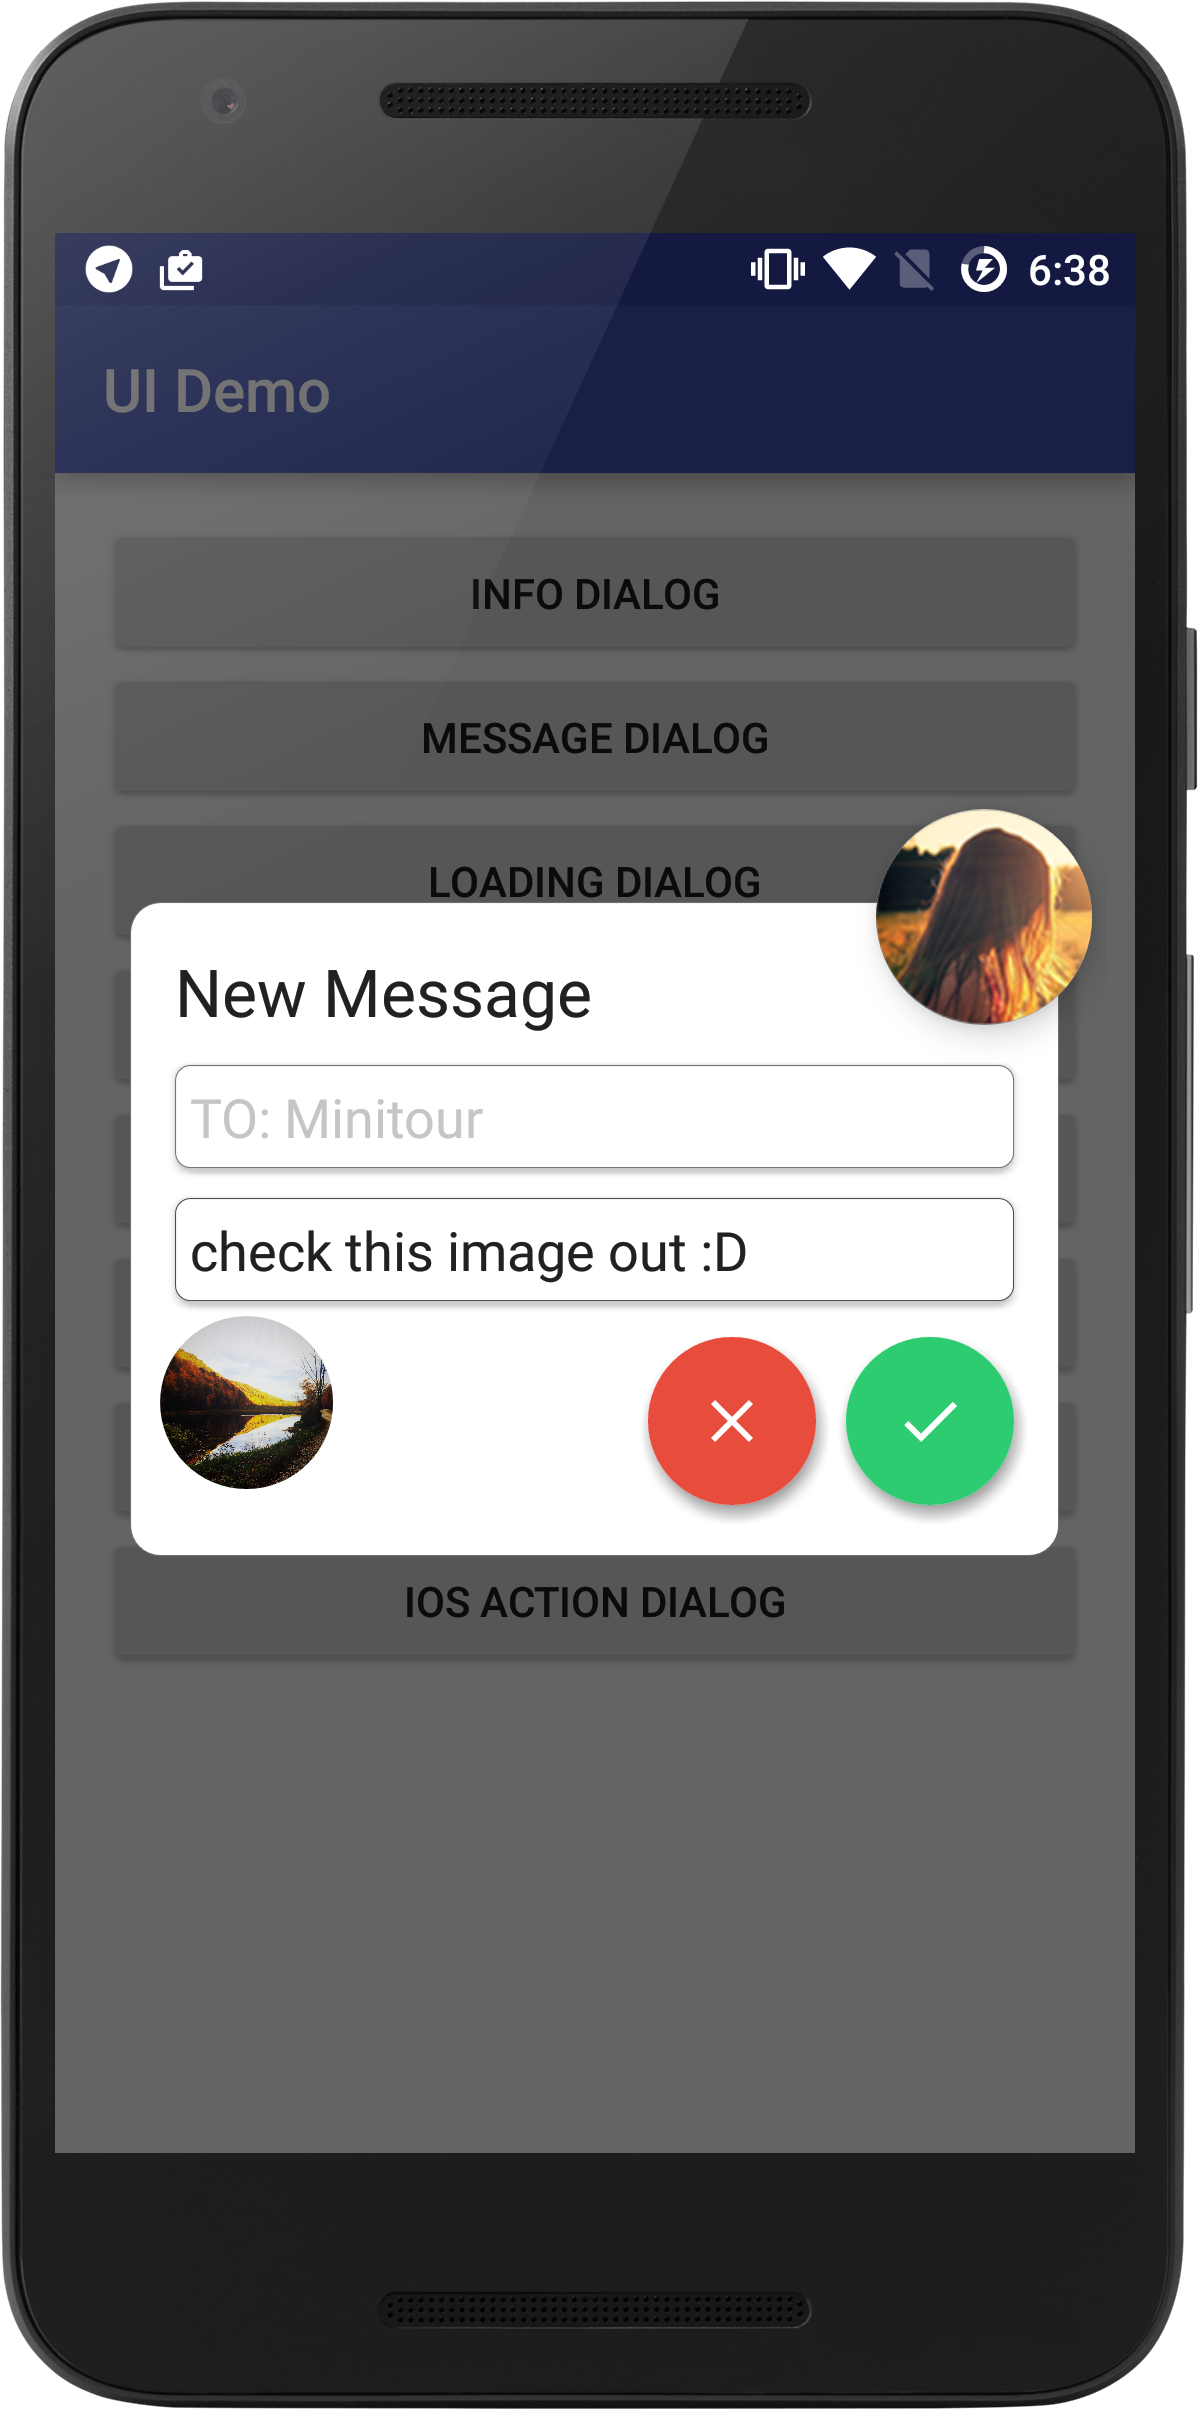 6:38
UI Demo
INFO DIALOG
MESSAGE DIALOG
LOADING DIALOG
New Message
TO: Minitour
check this image out :D
IOS ACTION DIALOG